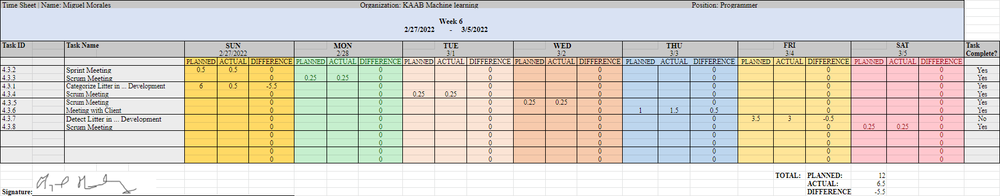 Time Sheet | Name: Miguel Morales Organization: KAAB Machine learning Position: Programmer
Week 6
2/27/2022 - 3/5/2022
Task ID Task Name SUN MON TUE WED THU FRI SAT Task
2/27/2022 2/28 3/1 3/2 3/3 3/4 3/5 Complete?
PLANNED ACTUAL DIFFERENCE PLANNED ACTUAL DIFFERENCE PLANNED ACTUAL DIFFERENCE PLANNED ACTUAL DIFFERENCE PLANNED ACTUAL DIFFERENCE PLANNED ACTUAL DIFFERENCE PLANNED ACTUAL DIFFERENCE
4.3.2 Sprint Meeting 0.5 0.5 0 0 0 0 0 0 0 Yes
4.3.3 Scrum Meeting 0 0.25 0.25 0 0 0 0 0 0 Yes
4.3.1 Categorize Litter in ... Development 6 0.5 -5.5 0 0 0 0 0 0 Yes
4.3.4 Scrum Meeting 0 0 0.25 0.25 0 0 0 0 0 Yes
4.3.5 Scrum Meeting 0 0 0 0.25 0.25 0 0 0 0 Yes
4.3.6 Meeting with Client 0 0 0 0 1 1.5 0.5 0 0 Yes
4.3.7 Detect Litter in ... Development 0 0 0 0 0 3.5 3 -0.5 0 No
4.3.8 Scrum Meeting 0 0 0 0 0 0 0.25 0.25 0 Yes
0 0 0 0 0 0 0
0 0 0 0 0 0 0
0 0 0 0 0 0 0
0 0 0 0 0 0 0
TOTAL: PLANNED: 12
ACTUAL: 6.5
Signature: DIFFERENCE -5.5